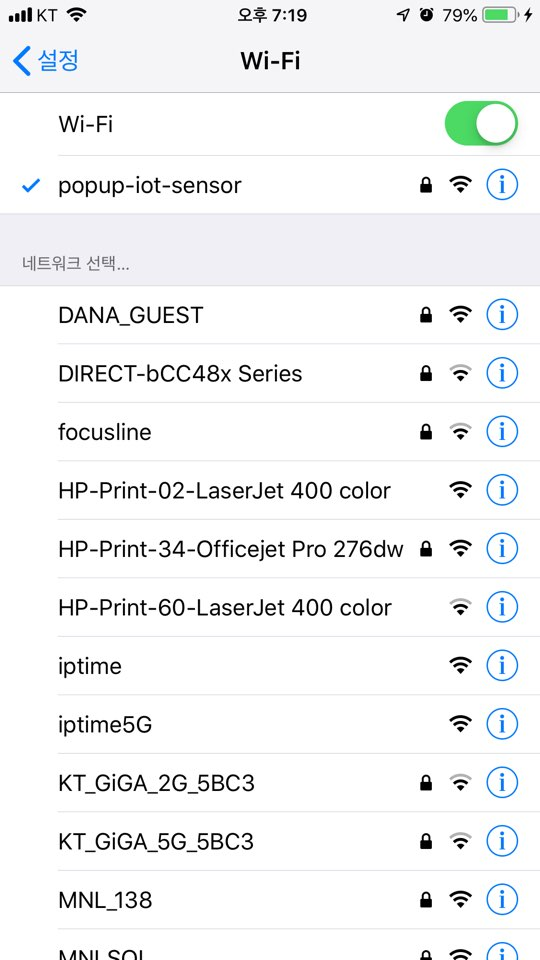 KT 오후 7:19 79%
설정 Wi-Fi
Wi-Fi
popup-iot-sensor
네트워크 선택...
DANA_GUEST
DIRECT-bCC48x Series
focusline
HP-Print-02-LaserJet 400 color
HP-Print-34-Officejet Pro 276dw
HP-Print-60-LaserJet 400 color
iptime
iptime5G
KT_GiGA_2G_5BC3
KT_GiGA_5G_5BC3
MNL_138